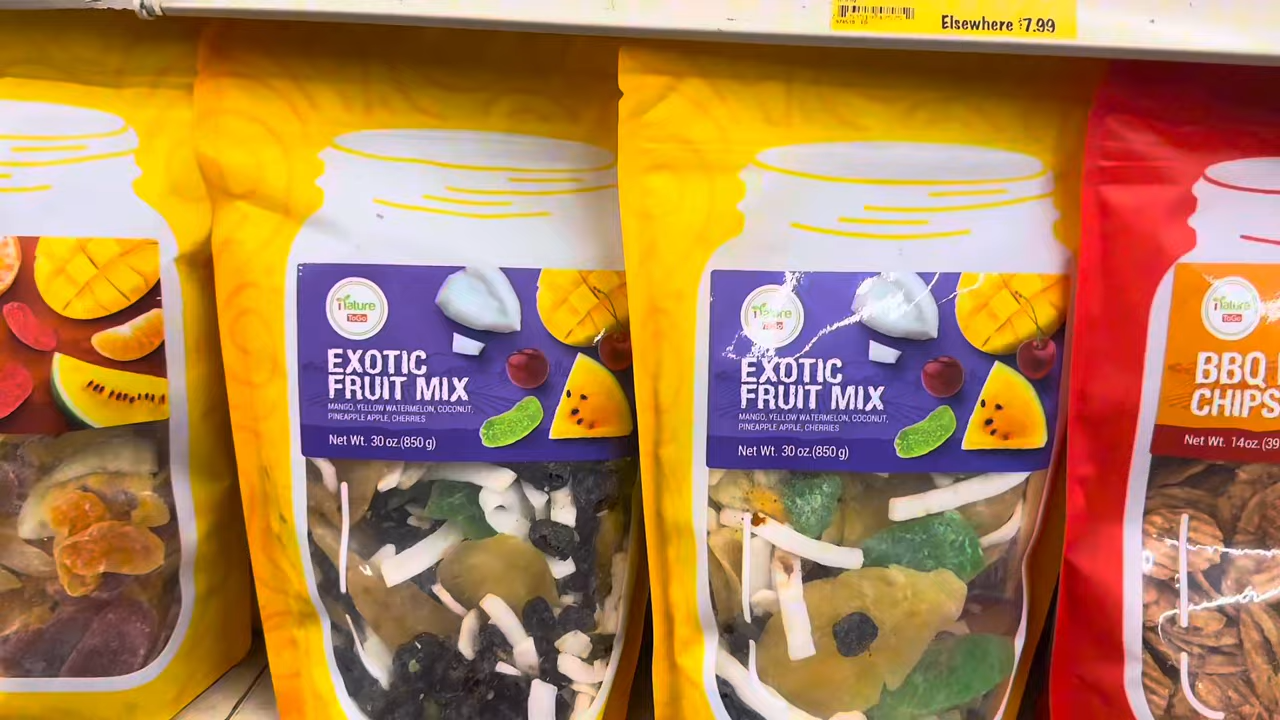 Elsewhere $7.99
nature
ToGo
EXOTIC
FRUIT MIX
MANGO, YELLOW WATERMELON, COCONUT,
PINEAPPLE APPLE, CHERRIES
Net Wt. 30 oz.(850 g)
nature
ToGo
EXOTIC
FRUIT MIX
MANGO, YELLOW WATERMELON, COCONUT,
PINEAPPLE APPLE, CHERRIES
Net Wt. 30 oz.(850 g)
nature
ToGo
BBQ
CHIPS
Net Wt. 14oz.(39